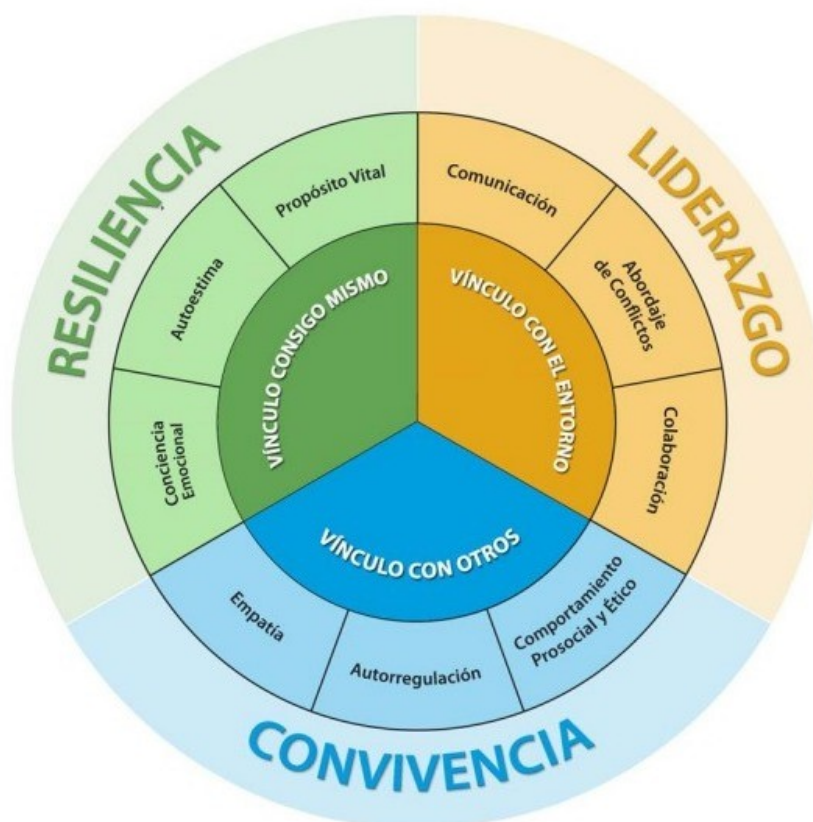 RESILIENCIA
LIDERAZGO
CONVIVENCIA
Propósito Vital
Autoestima
Conciencia
Emocional
VÍNCULO CONSIGO MISMO
Comunicación
Abordaje
de Conflictos
Colaboración
VÍNCULO CON EL ENTORNO
VÍNCULO CON OTROS
Empatía
Autorregulación
Comportamiento
Prosocial y Ético